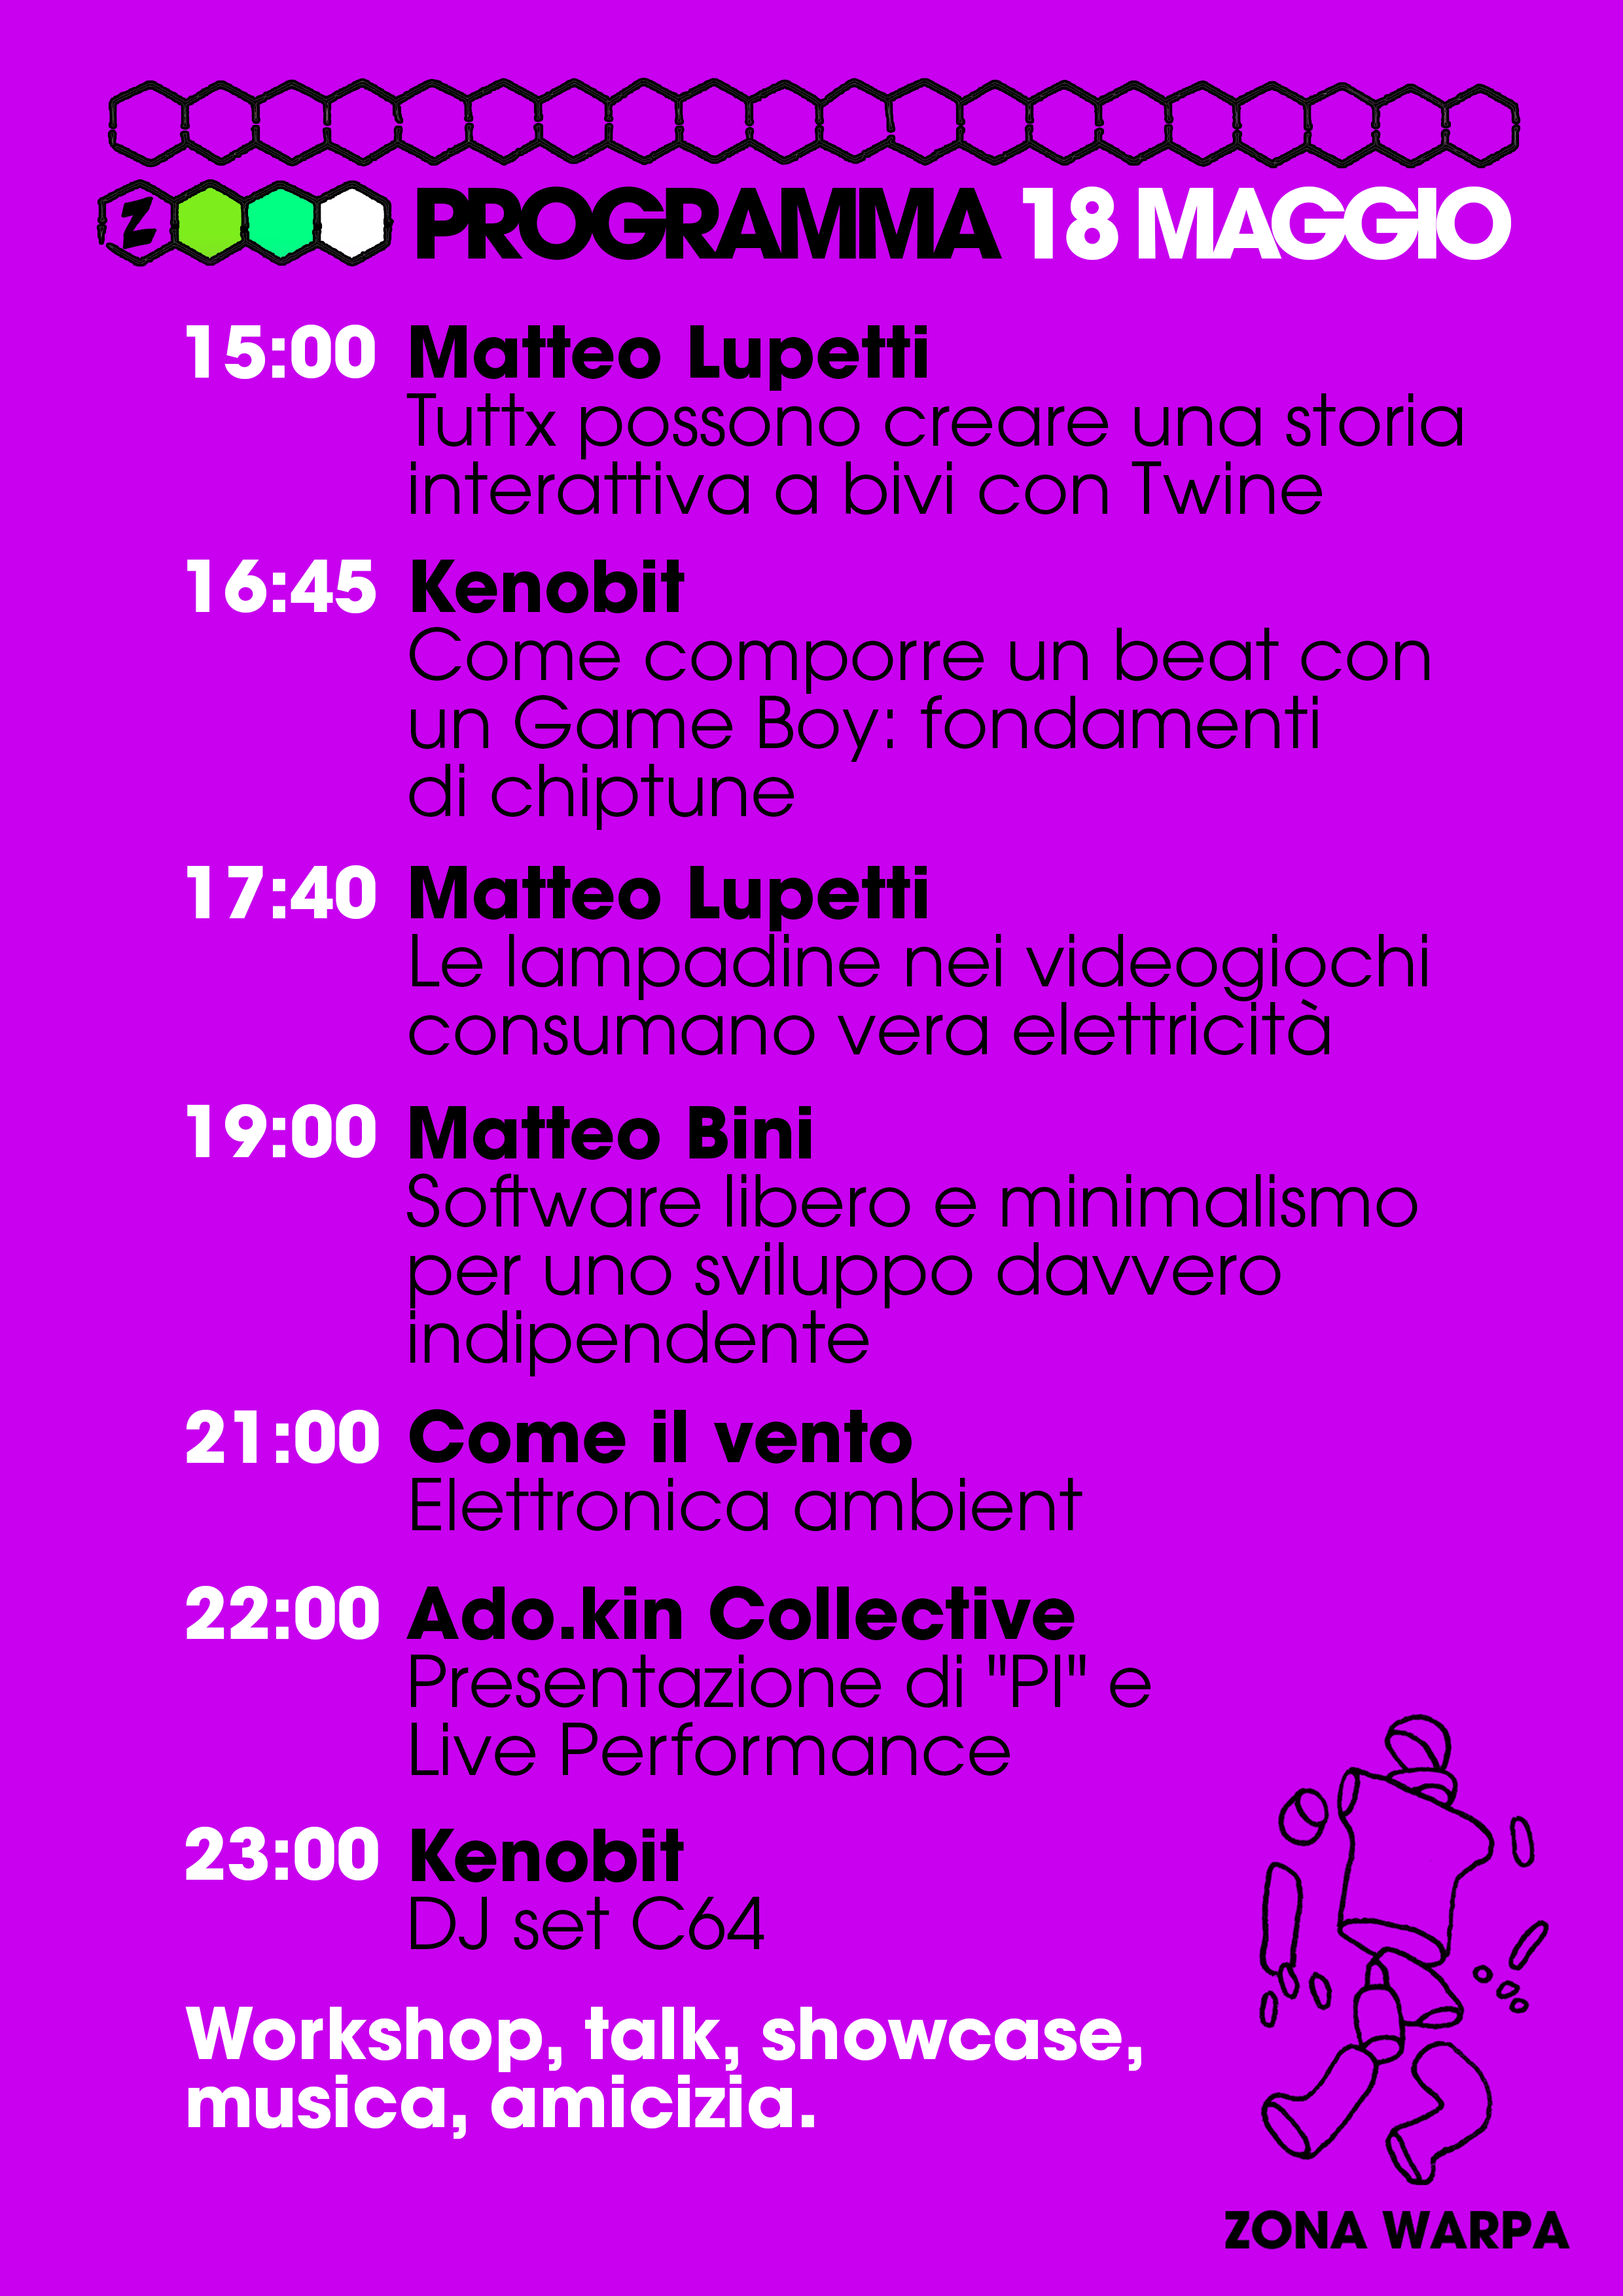 Z PROGRAMMA 18 MAGGIO
15:00 Matteo Lupetti
Tuttx possono creare una storia
interattiva a bivi con Twine
16:45 Kenobit
Come comporre un beat con
un Game Boy: fondamenti
di chiptune
17:40 Matteo Lupetti
Le lampadine nei videogiochi
consumano vera elettricità
19:00 Matteo Bini
Software libero e minimalismo
per uno sviluppo davvero
indipendente
21:00 Come il vento
Elettronica ambient
22:00 Ado.kin Collective
Presentazione di "PI" e
Live Performance
23:00 Kenobit
DJ set C64
Workshop, talk, showcase,
musica, amicizia.
ZONA WARPA